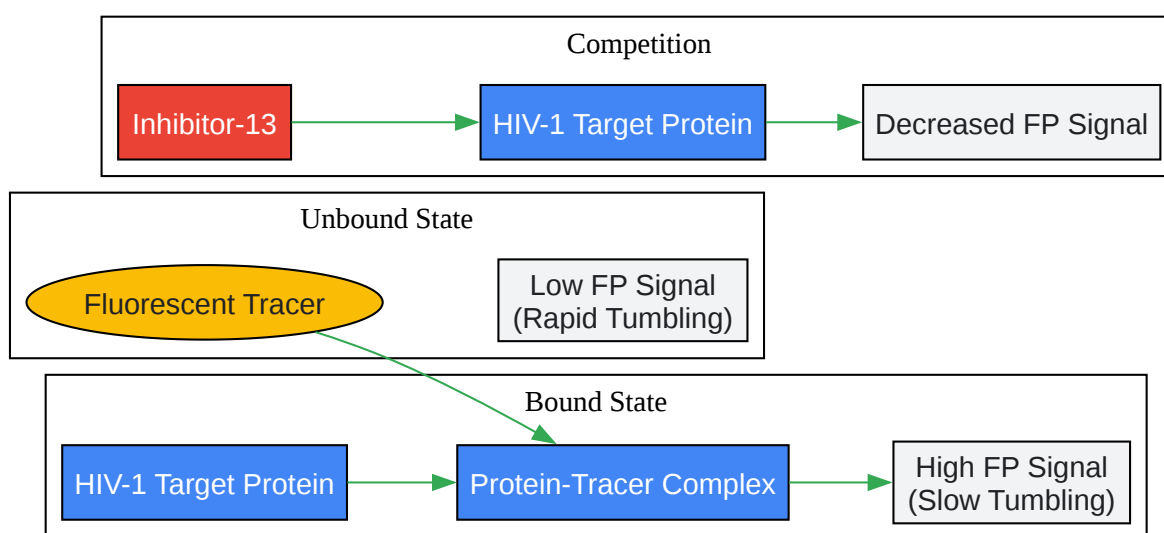 Competition
Inhibitor-13
HIV-1 Target Protein
Decreased FP Signal
Unbound State
Fluorescent Tracer
Low FP Signal
(Rapid Tumbling)
Bound State
HIV-1 Target Protein
Protein-Tracer Complex
High FP Signal
(Slow Tumbling)